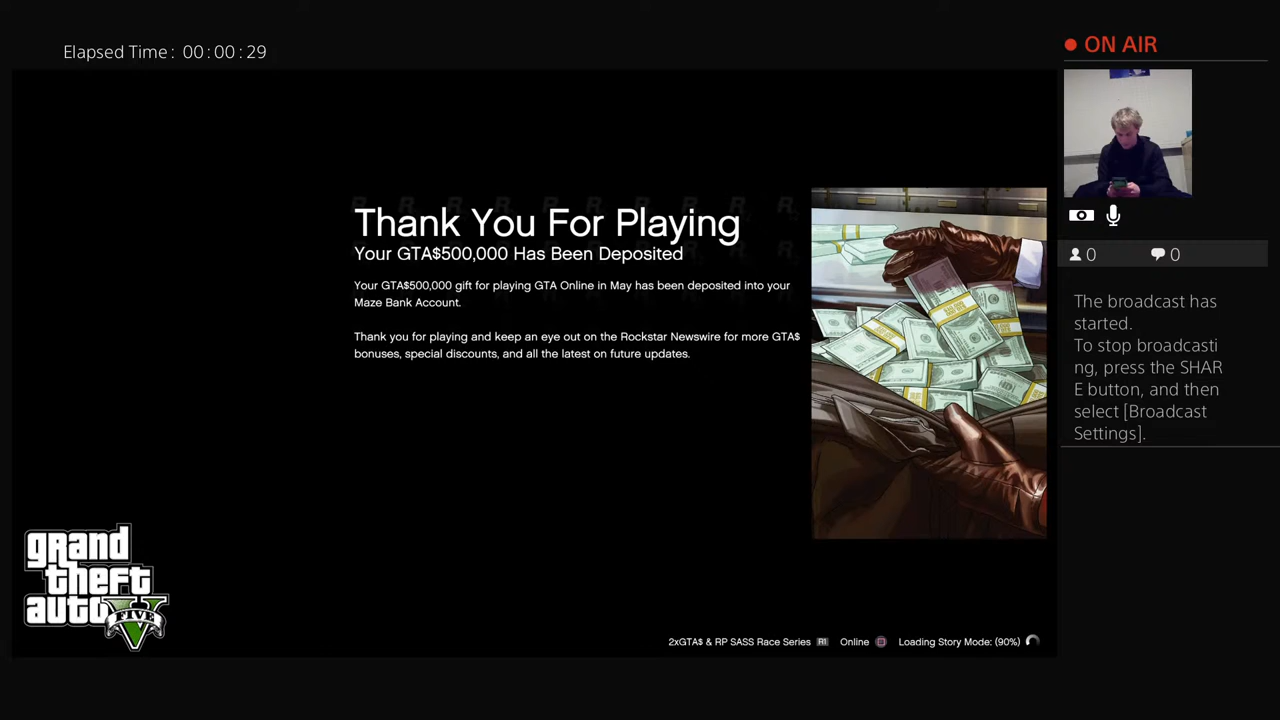 Elapsed Time: 00:00:29
ON AIR
Thank You For Playing
Your GTA$500,000 Has Been Deposited
Your GTA$500,000 gift for playing GTA Online in May has been deposited into your
Maze Bank Account.
Thank you for playing and keep an eye out on the Rockstar Newswire for more GTA$
bonuses, special discounts, and all the latest on future updates.
0
0
The broadcast has
started.
To stop broadcasti
ng, press the SHAR
E button, and then
select [Broadcast
Settings].
grand
theft
auto V
FIVE
2xGTA$ & RP SASS Race Series R1 Online Loading Story Mode: (90%)